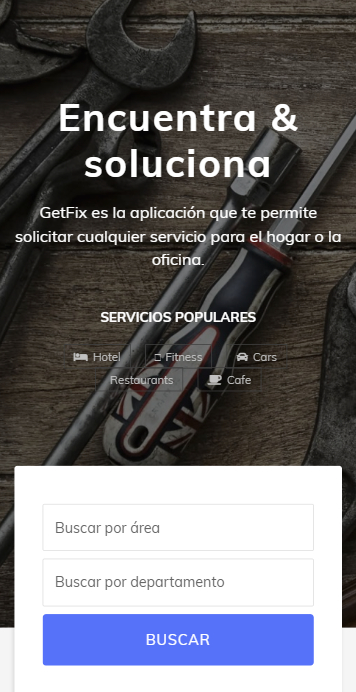 Encuentra &
soluciona
GetFix es la aplicación que te permite
solicitar cualquier servicio para el hogar o la
oficina.
SERVICIOS POPULARES
Hotel Fitness Cars
Restaurants Cafe
Buscar por área
Buscar por departamento
BUSCAR